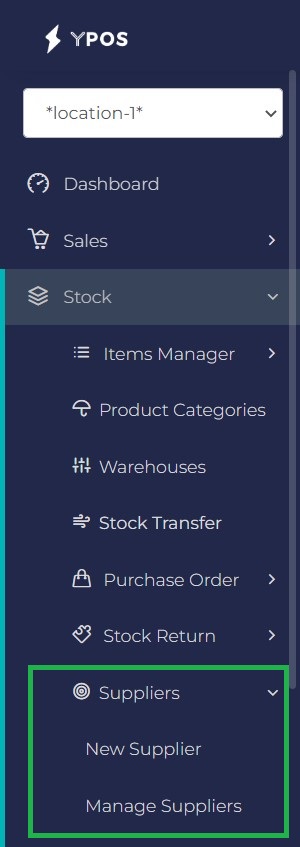 YPOS
*location-1*
Dashboard
Sales
Stock
Items Manager
Product Categories
Warehouses
Stock Transfer
Purchase Order
Stock Return
Suppliers
New Supplier
Manage Suppliers